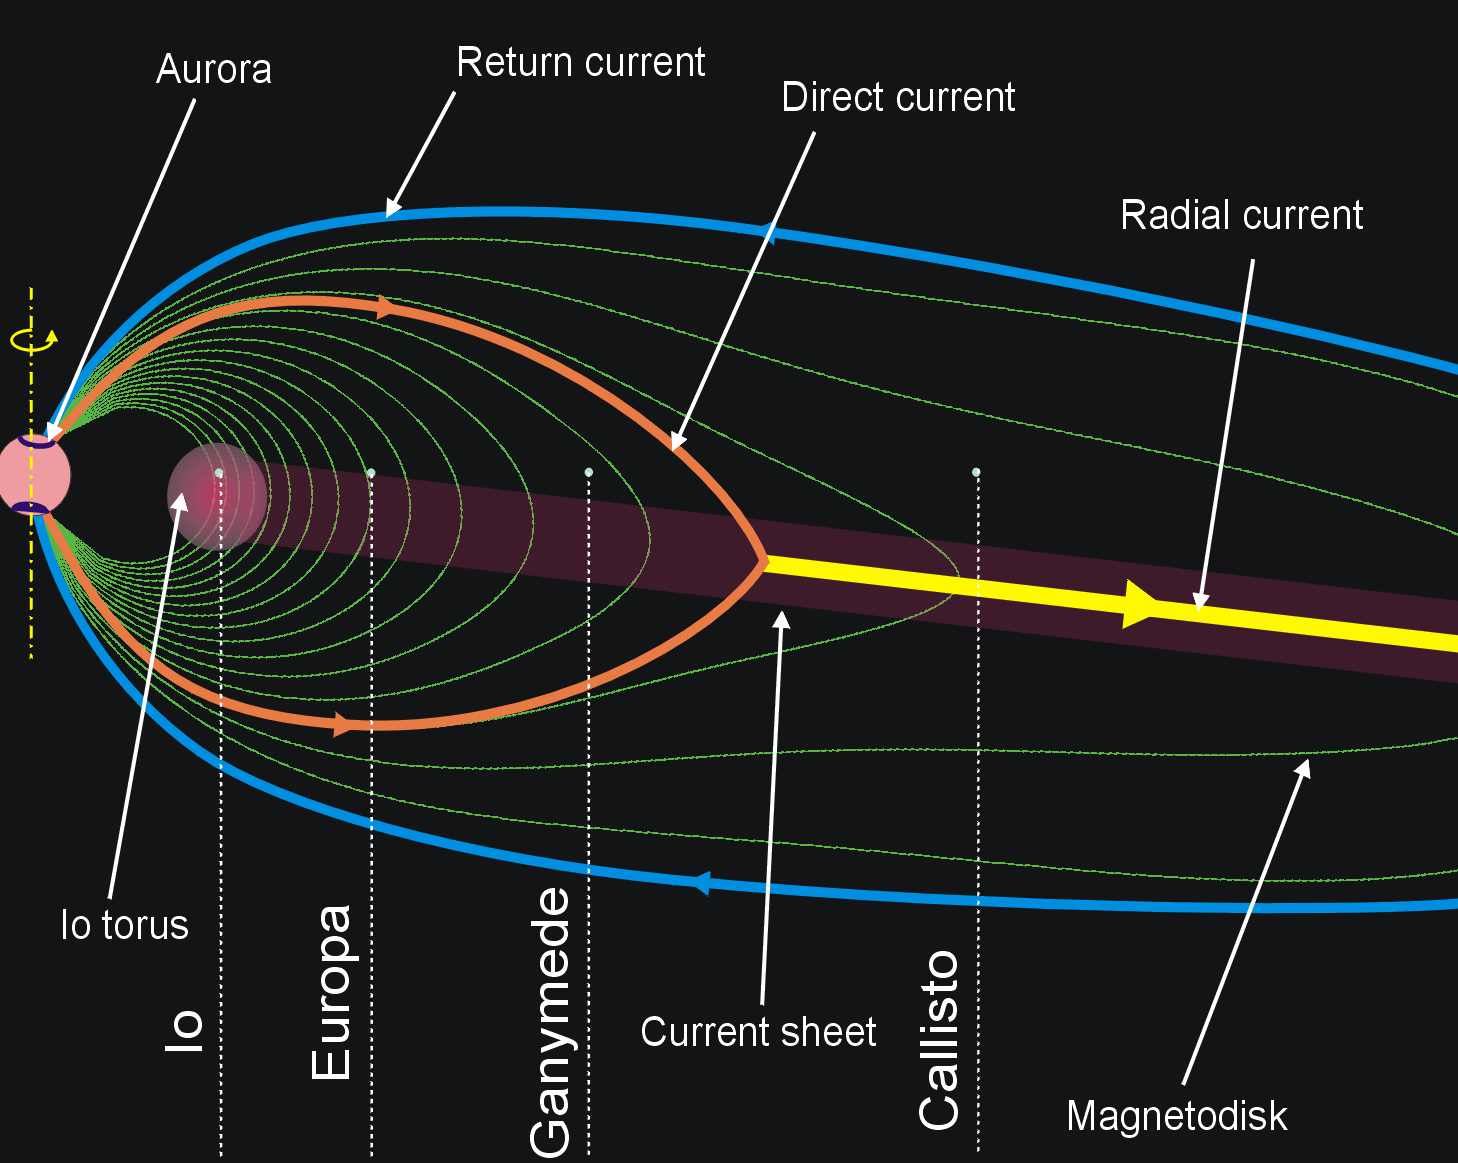 Aurora
Return current
Direct current
Radial current
Io torus
Io
Europa
Ganymede
Current sheet
Callisto
Magnetodisk